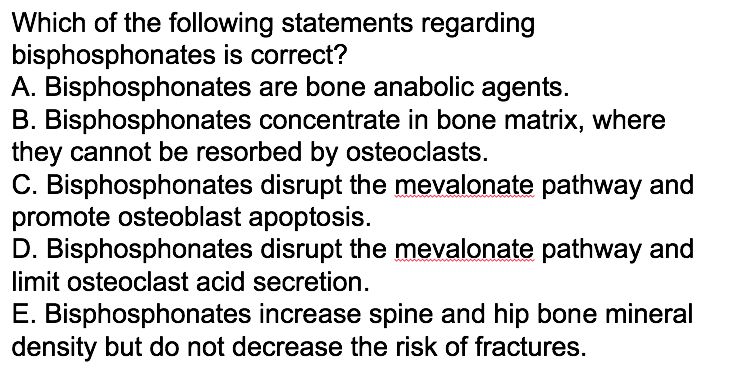 Which of the following statements regarding
bisphosphonates is correct?
A. Bisphosphonates are bone anabolic agents.
B. Bisphosphonates concentrate in bone matrix, where
they cannot be resorbed by osteoclasts.
C. Bisphosphonates disrupt the mevalonate pathway and
promote osteoblast apoptosis.
D. Bisphosphonates disrupt the mevalonate pathway and
limit osteoclast acid secretion.
E. Bisphosphonates increase spine and hip bone mineral
density but do not decrease the risk of fractures.